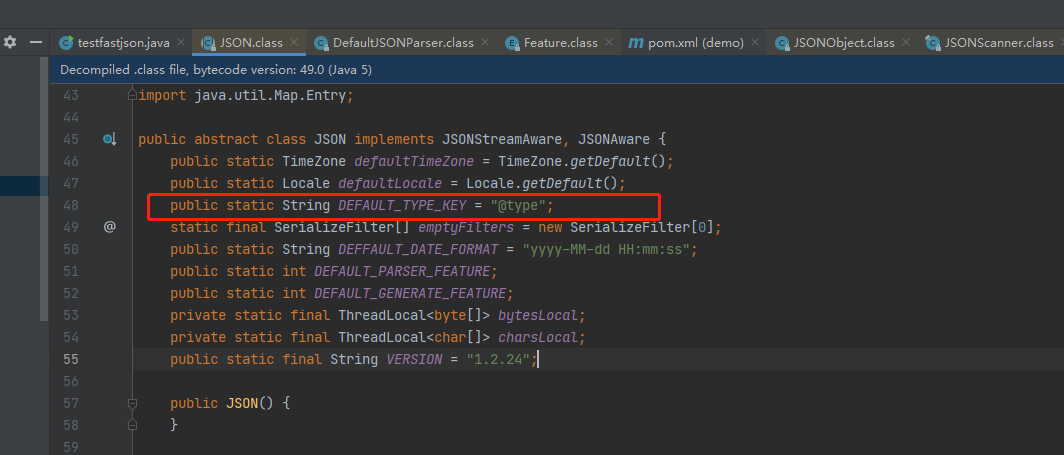 testfastjson.java JSON.class DefaultJSONParser.class Feature.class pom.xml (demo) JSONObject.class JSONScanner.class
Decompiled .class file, bytecode version: 49.0 (Java 5)
43 import java.util.Map.Entry;
44
45 public abstract class JSON implements JSONStreamAware, JSONAware {
46 public static TimeZone defaultTimeZone = TimeZone.getDefault();
47 public static Locale defaultLocale = Locale.getDefault();
48 public static String DEFAULT_TYPE_KEY = "@type";
49 @ static final SerializeFilter[] emptyFilters = new SerializeFilter[0];
50 public static String DEFFAULT_DATE_FORMAT = "yyyy-MM-dd HH:mm:ss";
51 public static int DEFAULT_PARSER_FEATURE;
52 public static int DEFAULT_GENERATE_FEATURE;
53 private static final ThreadLocal<byte[]> bytesLocal;
54 private static final ThreadLocal<char[]> charsLocal;
55 public static final String VERSION = "1.2.24";
56
57 public JSON() {
58 }
59